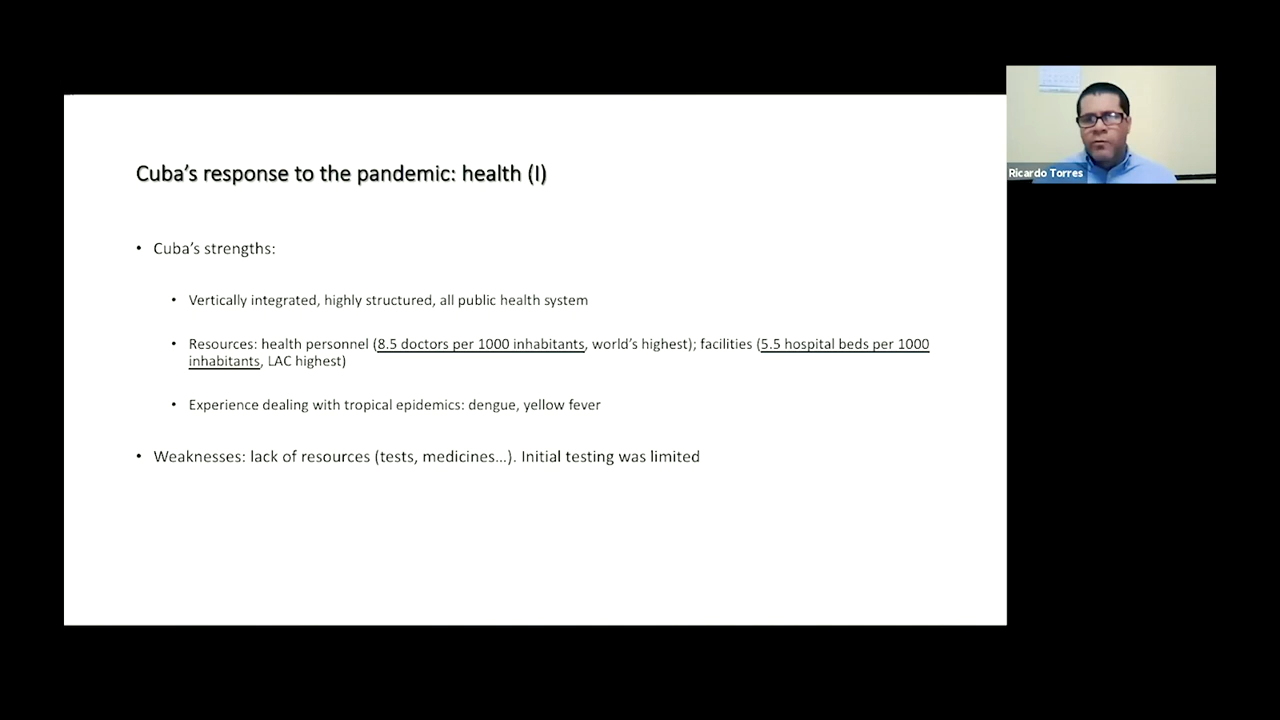 Cuba’s response to the pandemic: health (I)
• Cuba’s strengths:
• Vertically integrated, highly structured, all public health system
• Resources: health personnel (8.5 doctors per 1000 inhabitants, world’s highest); facilities (5.5 hospital beds per 1000
inhabitants, LAC highest)
• Experience dealing with tropical epidemics: dengue, yellow fever
• Weaknesses: lack of resources (tests, medicines…). Initial testing was limited
Ricardo Torres